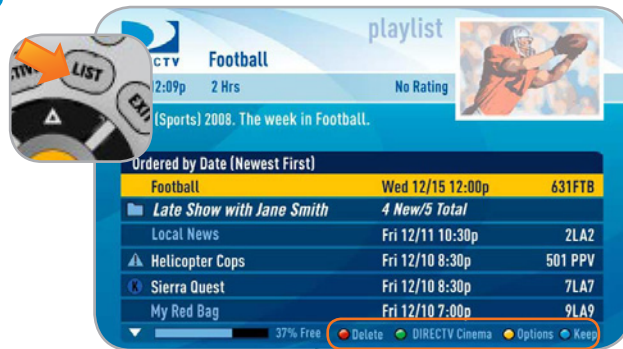 playlist
CTV
Football
2:09p 2 Hrs No Rating
(Sports) 2008. The week in Football.
LIST
Ordered by Date (Newest First)
Football Wed 12/15 12:00p 631FTB
Late Show with Jane Smith 4 New/5 Total
Local News Fri 12/11 10:30p 2LA2
Helicopter Cops Fri 12/10 8:30p 501 PPV
K Sierra Quest Fri 12/10 8:30p 7LA7
My Red Bag Fri 12/10 7:00p 9LA9
37% Free Delete DIRECTV Cinema Options Keep